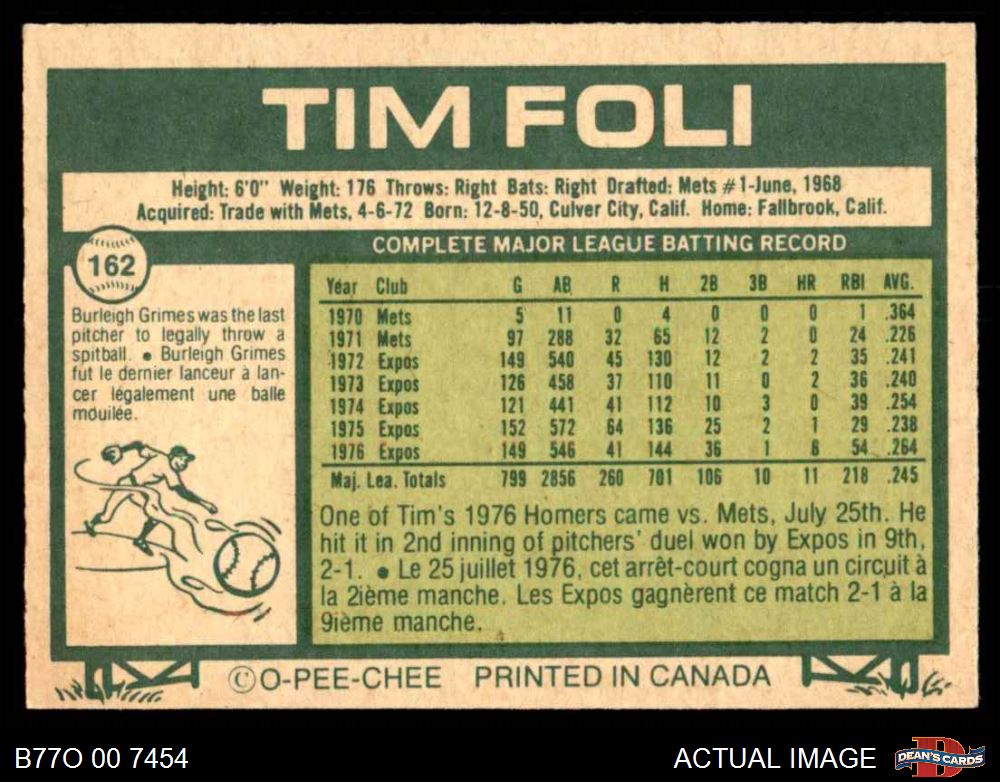 TIM FOLI
Height: 6'0" Weight: 176 Throws: Right Bats: Right Drafted: Mets #1-June, 1968
Acquired: Trade with Mets, 4-6-72 Born: 12-8-50, Culver City, Calif. Home: Fallbrook, Calif.
162
Burleigh Grimes was the last
pitcher to legally throw a
spitball. ● Burleigh Grimes
fut le dernier lanceur à lan-
cer légalement une balle
mouilée.
COMPLETE MAJOR LEAGUE BATTING RECORD
Year Club G AB R H 2B 3B HR RBI AVG.
1970 Mets 5 11 0 4 0 0 0 1 .364
1971 Mets 97 288 32 65 12 2 0 24 .226
1972 Expos 149 540 45 130 12 2 2 35 .241
1973 Expos 126 458 37 110 11 0 2 36 .240
1974 Expos 121 441 41 112 10 3 0 39 .254
1975 Expos 152 572 64 136 25 2 1 29 .238
1976 Expos 149 546 41 144 36 1 6 54 .264
Maj. Lea. Totals 799 2856 260 701 106 10 11 218 .245
One of Tim's 1976 Homers came vs. Mets, July 25th. He
hit it in 2nd inning of pitchers' duel won by Expos in 9th,
2-1. ● Le 25 juillet 1976, cet arrêt-court cogna un circuit à
la 2ième manche. Les Expos gagnèrent ce match 2-1 à la
9ième manche.
©O-PEE-CHEE PRINTED IN CANADA
B77O 00 7454
ACTUAL IMAGE
D
DEAN'S CARDS